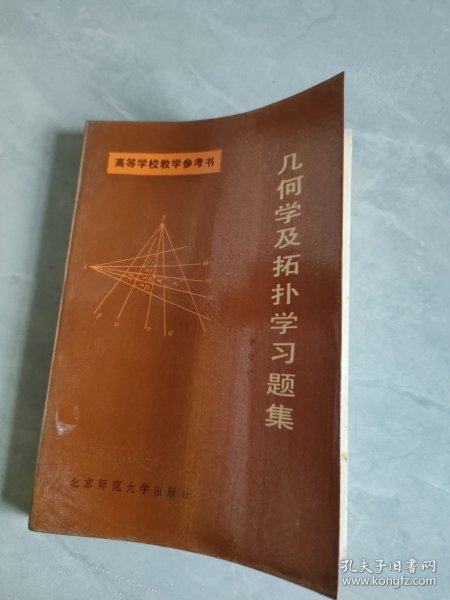 高等学校教学参考书
几何学及拓扑学习题集
北京师范大学出版社
孔夫子旧书网
www.kongfz.com